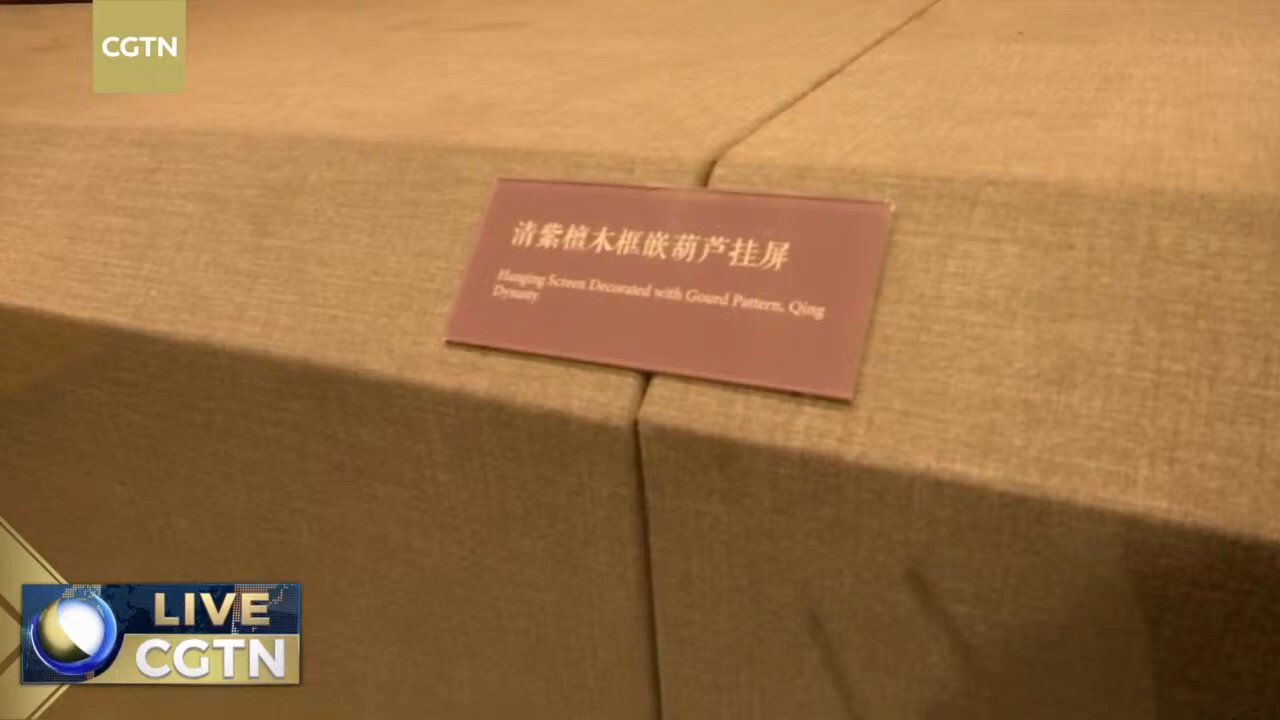 CGTN
清紫檀木框嵌葫芦挂屏
Hanging Screen Decorated with Gourd Pattern, Qing
Dynasty
LIVE
CGTN